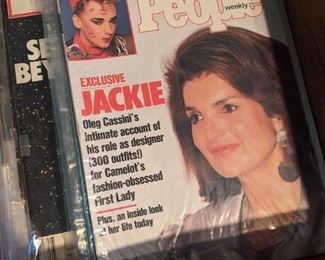 People
weekly
SE
BEY
EXCLUSIVE
JACKIE
Oleg Cassini's
intimate account of
his role as designer
(300 outfits!)
for Camelot's
fashion-obsessed
First Lady
Plus, an inside look
at her life today